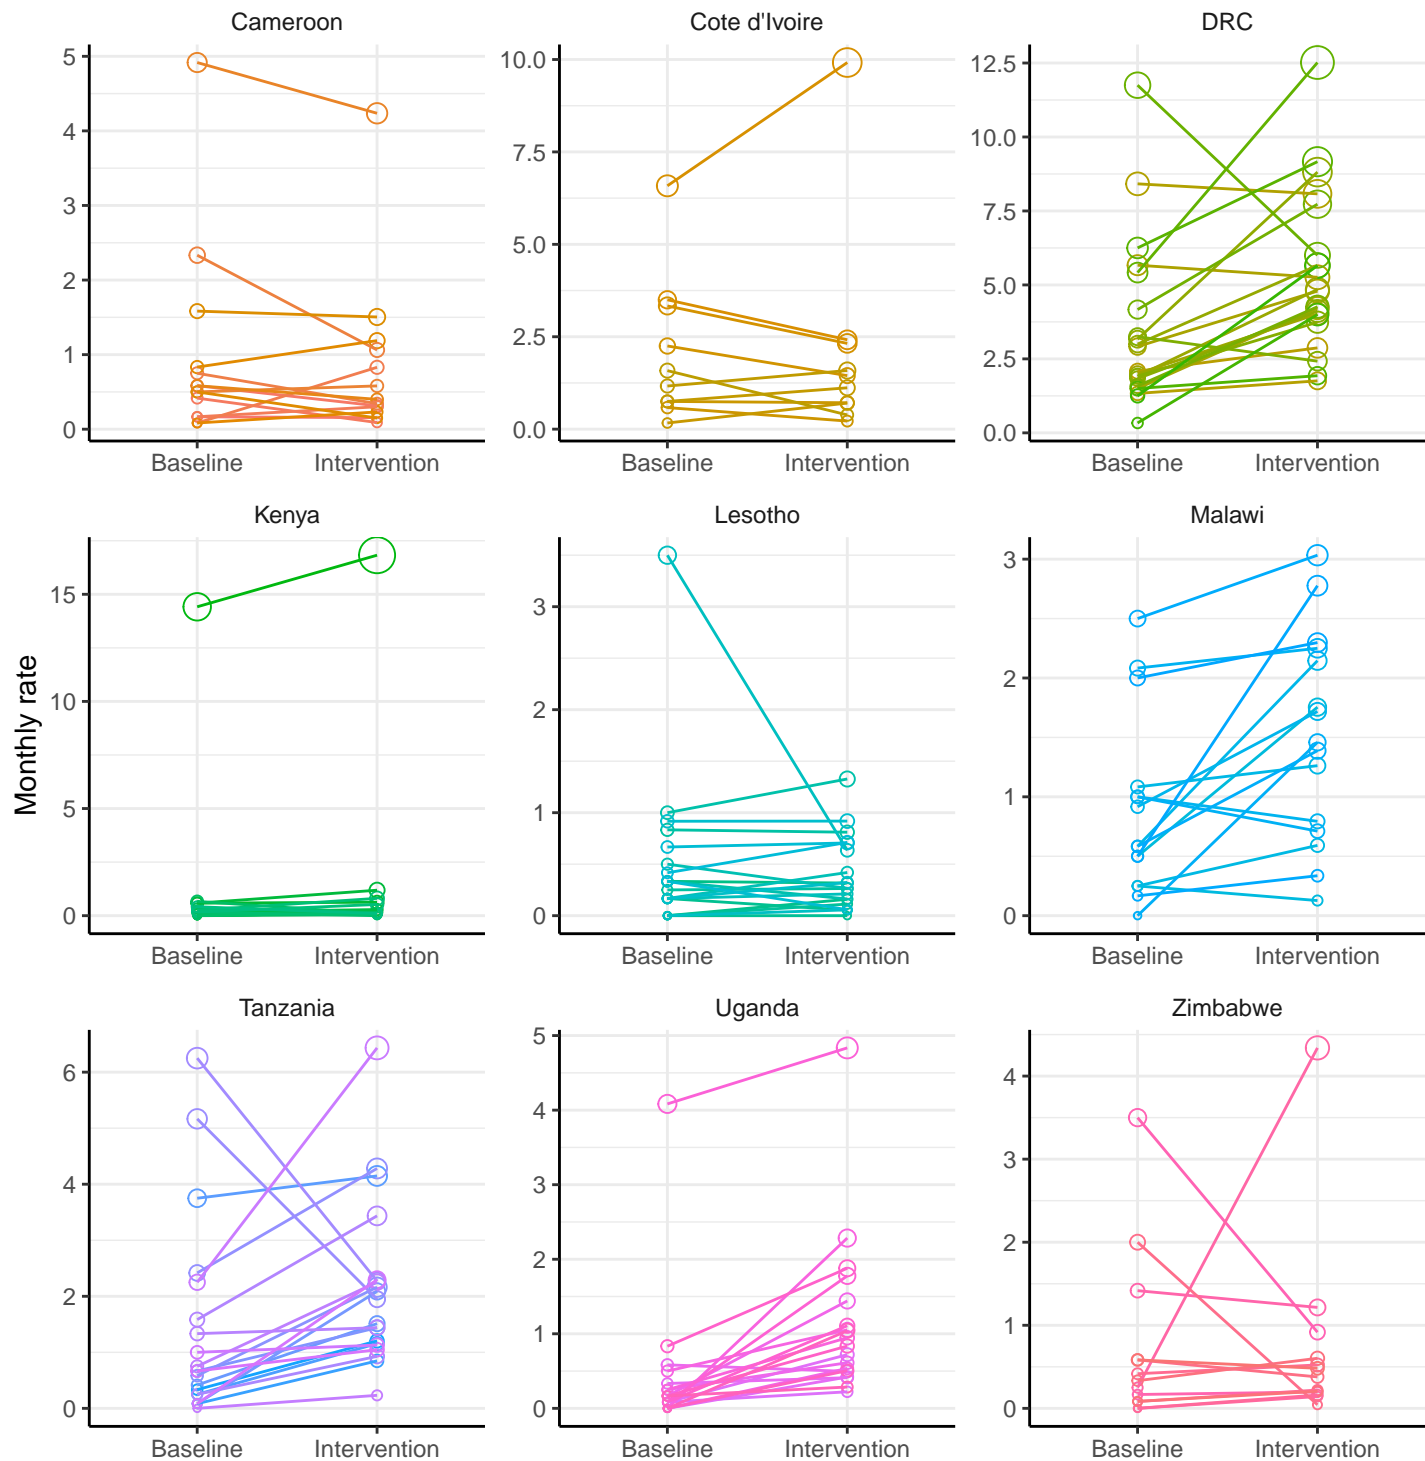 Cameroon
Cote d'Ivoire
DRC
5
4
3
2
1
0
10.0
7.5
5.0
2.5
0.0
12.5
10.0
7.5
5.0
2.5
0.0
Baseline Intervention
Baseline Intervention
Baseline Intervention
Kenya
Lesotho
Malawi
Monthly rate
15
10
5
0
3
2
1
0
3
2
1
0
Baseline Intervention
Baseline Intervention
Baseline Intervention
Tanzania
Uganda
Zimbabwe
6
4
2
0
5
4
3
2
1
0
4
3
2
1
0
Baseline Intervention
Baseline Intervention
Baseline Intervention